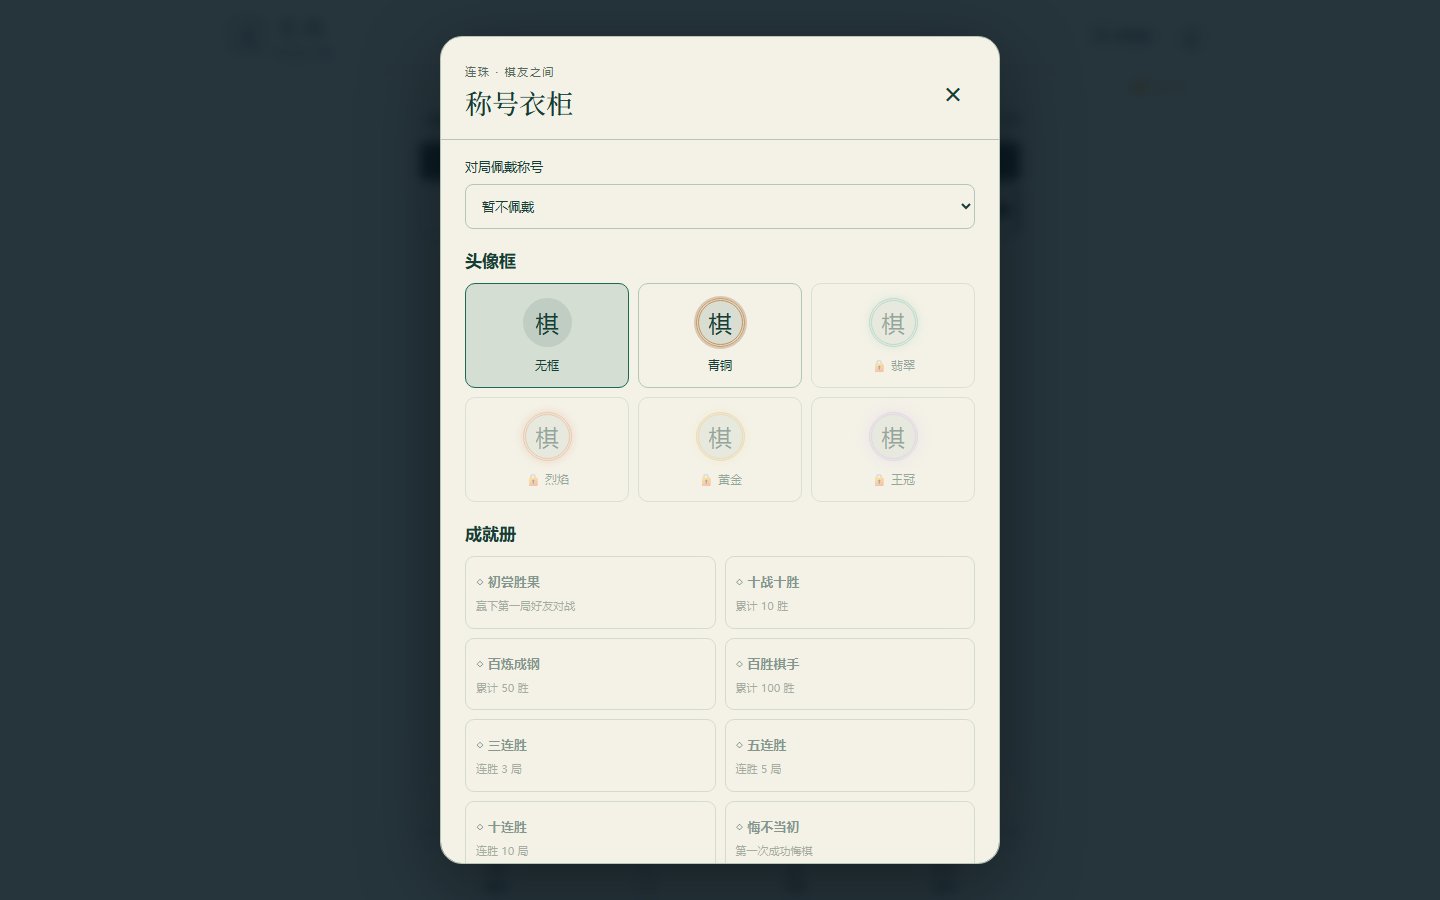 连珠 · 棋友之间
称号衣柜
✕
对局佩戴称号
暂不佩戴
头像框
棋 棋 棋
无框 青铜 🔒 翡翠
棋 棋 棋
🔒 烈焰 🔒 黄金 🔒 王冠
成就册
◇ 初尝胜果 ◇ 十战十胜
赢下第一局好友对战 累计 10 胜
◇ 百炼成钢 ◇ 百胜棋手
累计 50 胜 累计 100 胜
◇ 三连胜 ◇ 五连胜
连胜 3 局 连胜 5 局
◇ 十连胜 ◇ 悔不当初
连胜 10 局 第一次成功悔棋